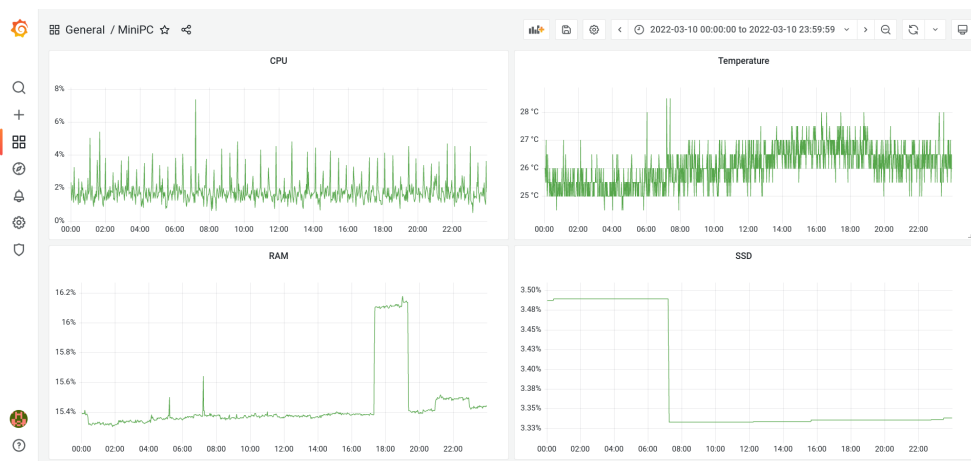 General / MiniPC
2022-03-10 00:00:00 to 2022-03-10 23:59:59
CPU
8%
6%
4%
2%
0%
00:00 02:00 04:00 06:00 08:00 10:00 12:00 14:00 16:00 18:00 20:00 22:00
Temperature
28 °C
27 °C
26 °C
25 °C
00:00 02:00 04:00 06:00 08:00 10:00 12:00 14:00 16:00 18:00 20:00 22:00
RAM
16.2%
16%
15.8%
15.6%
15.4%
00:00 02:00 04:00 06:00 08:00 10:00 12:00 14:00 16:00 18:00 20:00 22:00
SSD
3.50%
3.48%
3.45%
3.43%
3.40%
3.38%
3.35%
3.33%
00:00 02:00 04:00 06:00 08:00 10:00 12:00 14:00 16:00 18:00 20:00 22:00